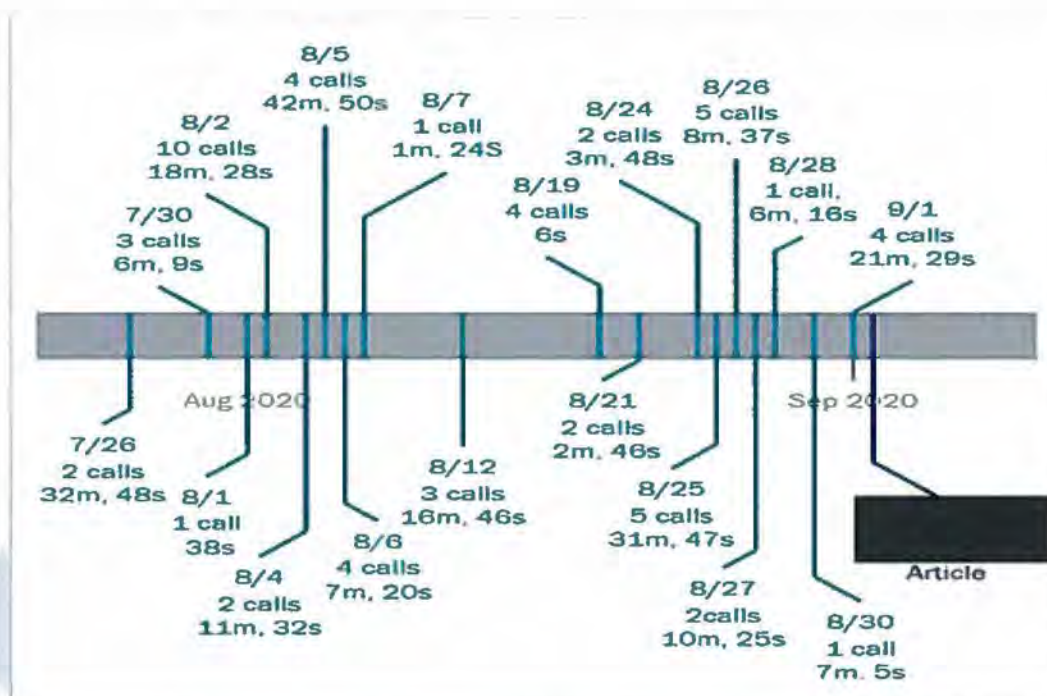 8/5
4 calls
42m, 50s
8/2
10 calls
18m, 28s
8/7
1 call
1m, 24S
7/30
3 calls
6m, 9s
8/26
5 calls
8m, 37s
8/24
2 calls
3m, 48s
8/28
1 call,
6m, 16s
8/19
4 calls
6s
9/1
4 calls
21m, 29s
Aug 2020
Sep 2020
7/26
2 calls
32m, 48s
8/1
1 call
38s
8/4
2 calls
11m, 32s
8/6
4 calls
7m, 20s
8/12
3 calls
16m, 46s
8/21
2 calls
2m, 46s
8/25
5 calls
31m, 47s
8/27
2calls
10m, 25s
8/30
1 call
7m. 5s
Article